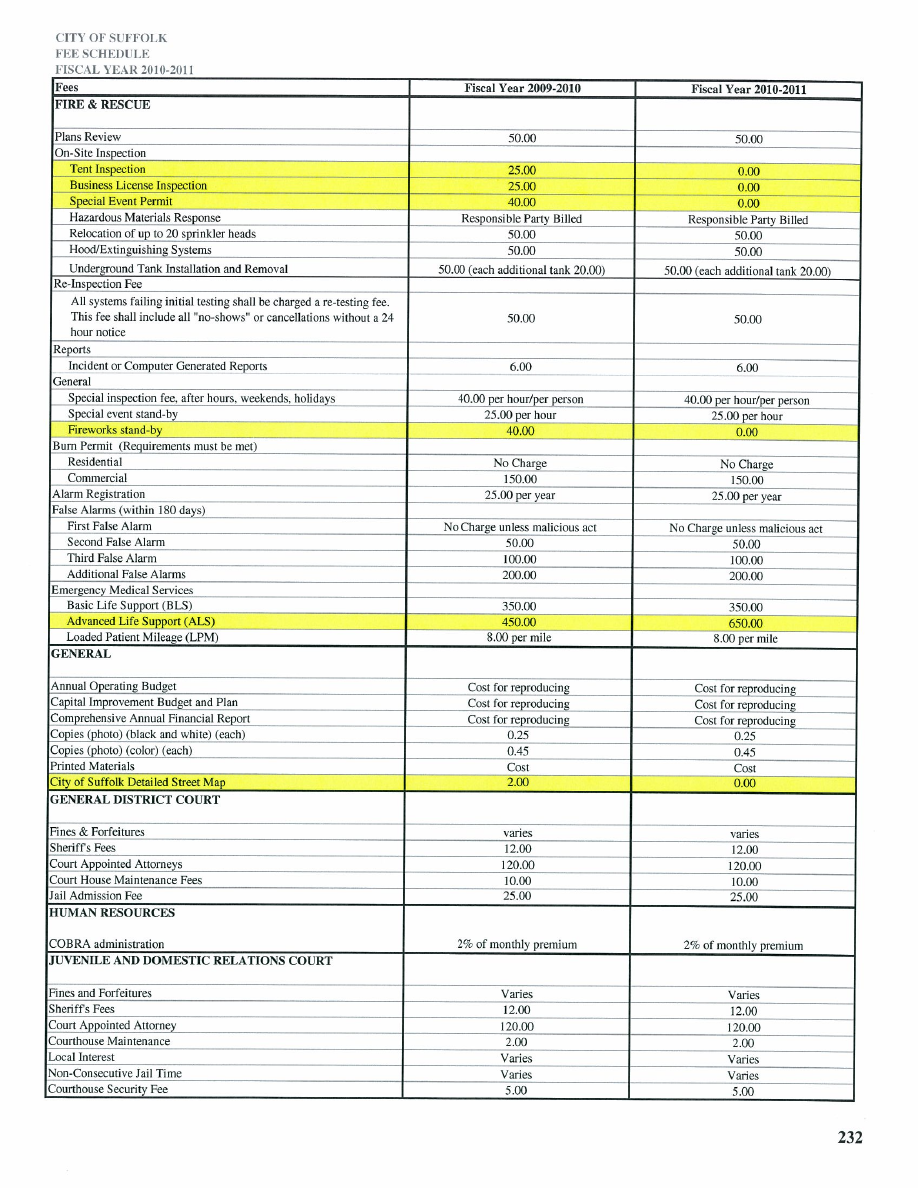 CITY OF SUFFOLK
FEE SCHEDULE
FISCAL YEAR 2010-2011
Fees Fiscal Year 2009-2010 Fiscal Year 2010-2011
FIRE & RESCUE
Plans Review 50.00 50.00
On-Site Inspection
Tent Inspection 25.00 0.00
Business License Inspection 25.00 0.00
Special Event Permit 40.00 0.00
Hazardous Materials Response Responsible Party Billed Responsible Party Billed
Relocation of up to 20 sprinkler heads 50.00 50.00
Hood/Extinguishing Systems 50.00 50.00
Underground Tank Installation and Removal 50.00 (each additional tank 20.00) 50.00 (each additional tank 20.00)
Re-Inspection Fee
All systems failing initial testing shall be charged a re-testing fee.
This fee shall include all "no-shows" or cancellations without a 24 50.00 50.00
hour notice
Reports
Incident or Computer Generated Reports 6.00 6.00
General
Special inspection fee, after hours, weekends, holidays 40.00 per hour/per person 40.00 per hour/per person
Special event stand-by 25.00 per hour 25.00 per hour
Fireworks stand-by 40.00 0.00
Burn Permit (Requirements must be met)
Residential No Charge No Charge
Commercial 150.00 150.00
Alarm Registration 25.00 per year 25.00 per year
False Alarms (within 180 days)
First False Alarm No Charge unless malicious act No Charge unless malicious act
Second False Alarm 50.00 50.00
Third False Alarm 100.00 100.00
Additional False Alarms 200.00 200.00
Emergency Medical Services
Basic Life Support (BLS) 350.00 350.00
Advanced Life Support (ALS) 450.00 650.00
Loaded Patient Mileage (LPM) 8.00 per mile 8.00 per mile
GENERAL
Annual Operating Budget Cost for reproducing Cost for reproducing
Capital Improvement Budget and Plan Cost for reproducing Cost for reproducing
Comprehensive Annual Financial Report Cost for reproducing Cost for reproducing
Copies (photo) (black and white) (each) 0.25 0.25
Copies (photo) (color) (each) 0.45 0.45
Printed Materials Cost Cost
City of Suffolk Detailed Street Map 2.00 0.00
GENERAL DISTRICT COURT
Fines & Forfeitures varies varies
Sheriff's Fees 12.00 12.00
Court Appointed Attorneys 120.00 120.00
Court House Maintenance Fees 10.00 10.00
Jail Admission Fee 25.00 25.00
HUMAN RESOURCES
COBRA administration 2% of monthly premium 2% of monthly premium
JUVENILE AND DOMESTIC RELATIONS COURT
Fines and Forfeitures Varies Varies
Sheriff's Fees 12.00 12.00
Court Appointed Attorney 120.00 120.00
Courthouse Maintenance 2.00 2.00
Local Interest Varies Varies
Non-Consecutive Jail Time Varies Varies
Courthouse Security Fee 5.00 5.00
232